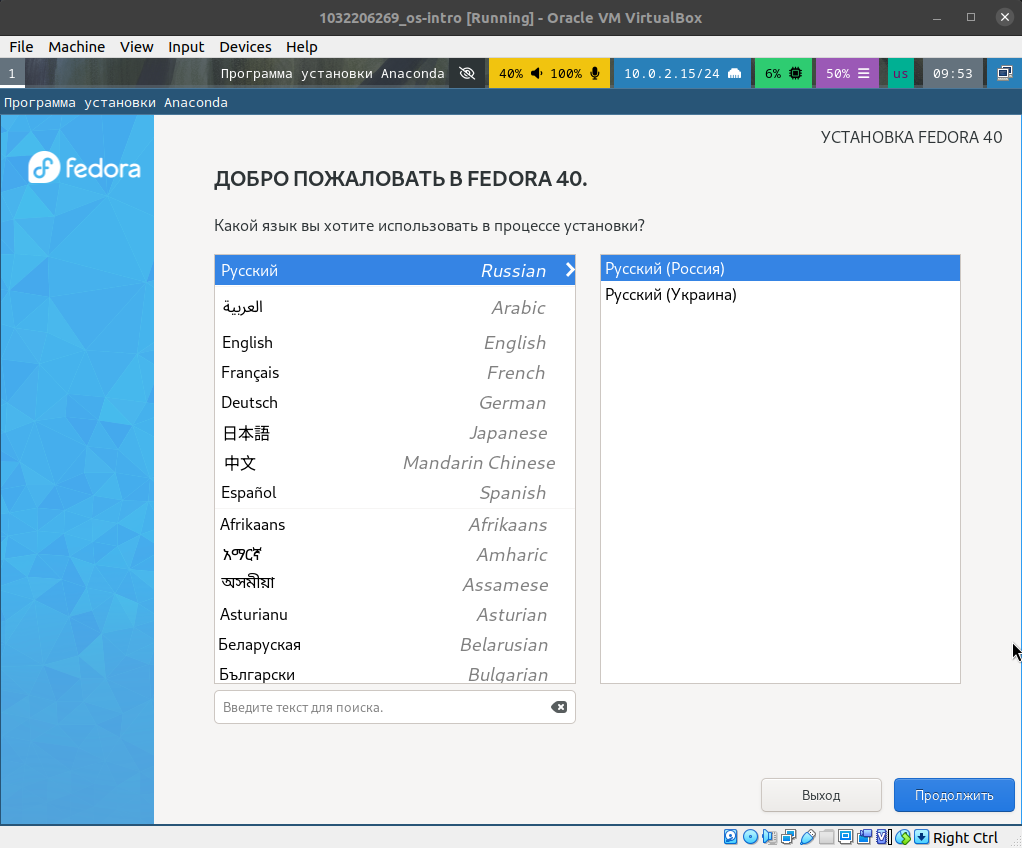 1032206269_os-intro [Running] - Oracle VM VirtualBox
File Machine View Input Devices Help
1 Программа установки Anaconda 40% 100% 10.0.2.15/24 6% 50% us 09:53
Программа установки Anaconda
fedora
УСТАНОВКА FEDORA 40
ДОБРО ПОЖАЛОВАТЬ В FEDORA 40.
Какой язык вы хотите использовать в процессе установки?
Русский Russian
العربية Arabic
English English
Français French
Deutsch German
日本語 Japanese
中文 Mandarin Chinese
Español Spanish
Afrikaans Afrikaans
አማርኛ Amharic
অসমীয়া Assamese
Asturianu Asturian
Беларуская Belarusian
Български Bulgarian
Русский (Россия)
Русский (Украина)
Введите текст для поиска.
Выход Продолжить
Right Ctrl